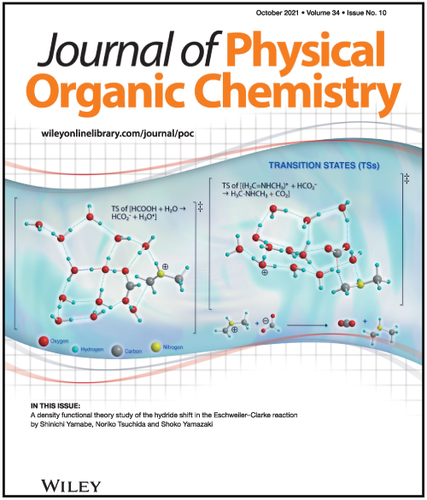 October 2021 • Volume 34 • Issue No. 10
Journal of Physical
Organic Chemistry
wileyonlinelibrary.com/journal/poc
TRANSITION STATES (TSs)
TS of [HCOOH + H₂O →
HCO₂⁻ + H₃O⁺]
‡
TS of [(H₂C=NHCH₃)⁺ + HCO₂⁻
→ H₃C-NHCH₃ + CO₂]
‡
⊕
⊕
⊕ ⊖
Oxygen
Hydrogen
Carbon
Nitrogen
IN THIS ISSUE:
A density functional theory study of the hydride shift in the Eschweiler–Clarke reaction
by Shinichi Yamabe, Noriko Tsuchida and Shoko Yamazaki
WILEY